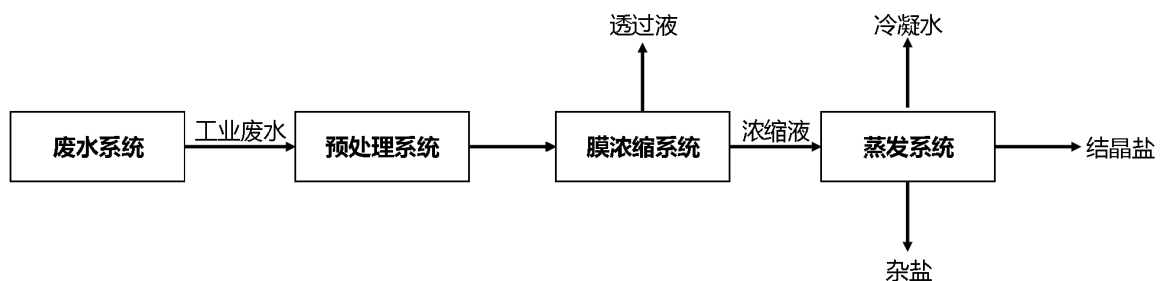 透过液
冷凝水
废水系统
工业废水
预处理系统
膜浓缩系统
浓缩液
蒸发系统
结晶盐
杂盐